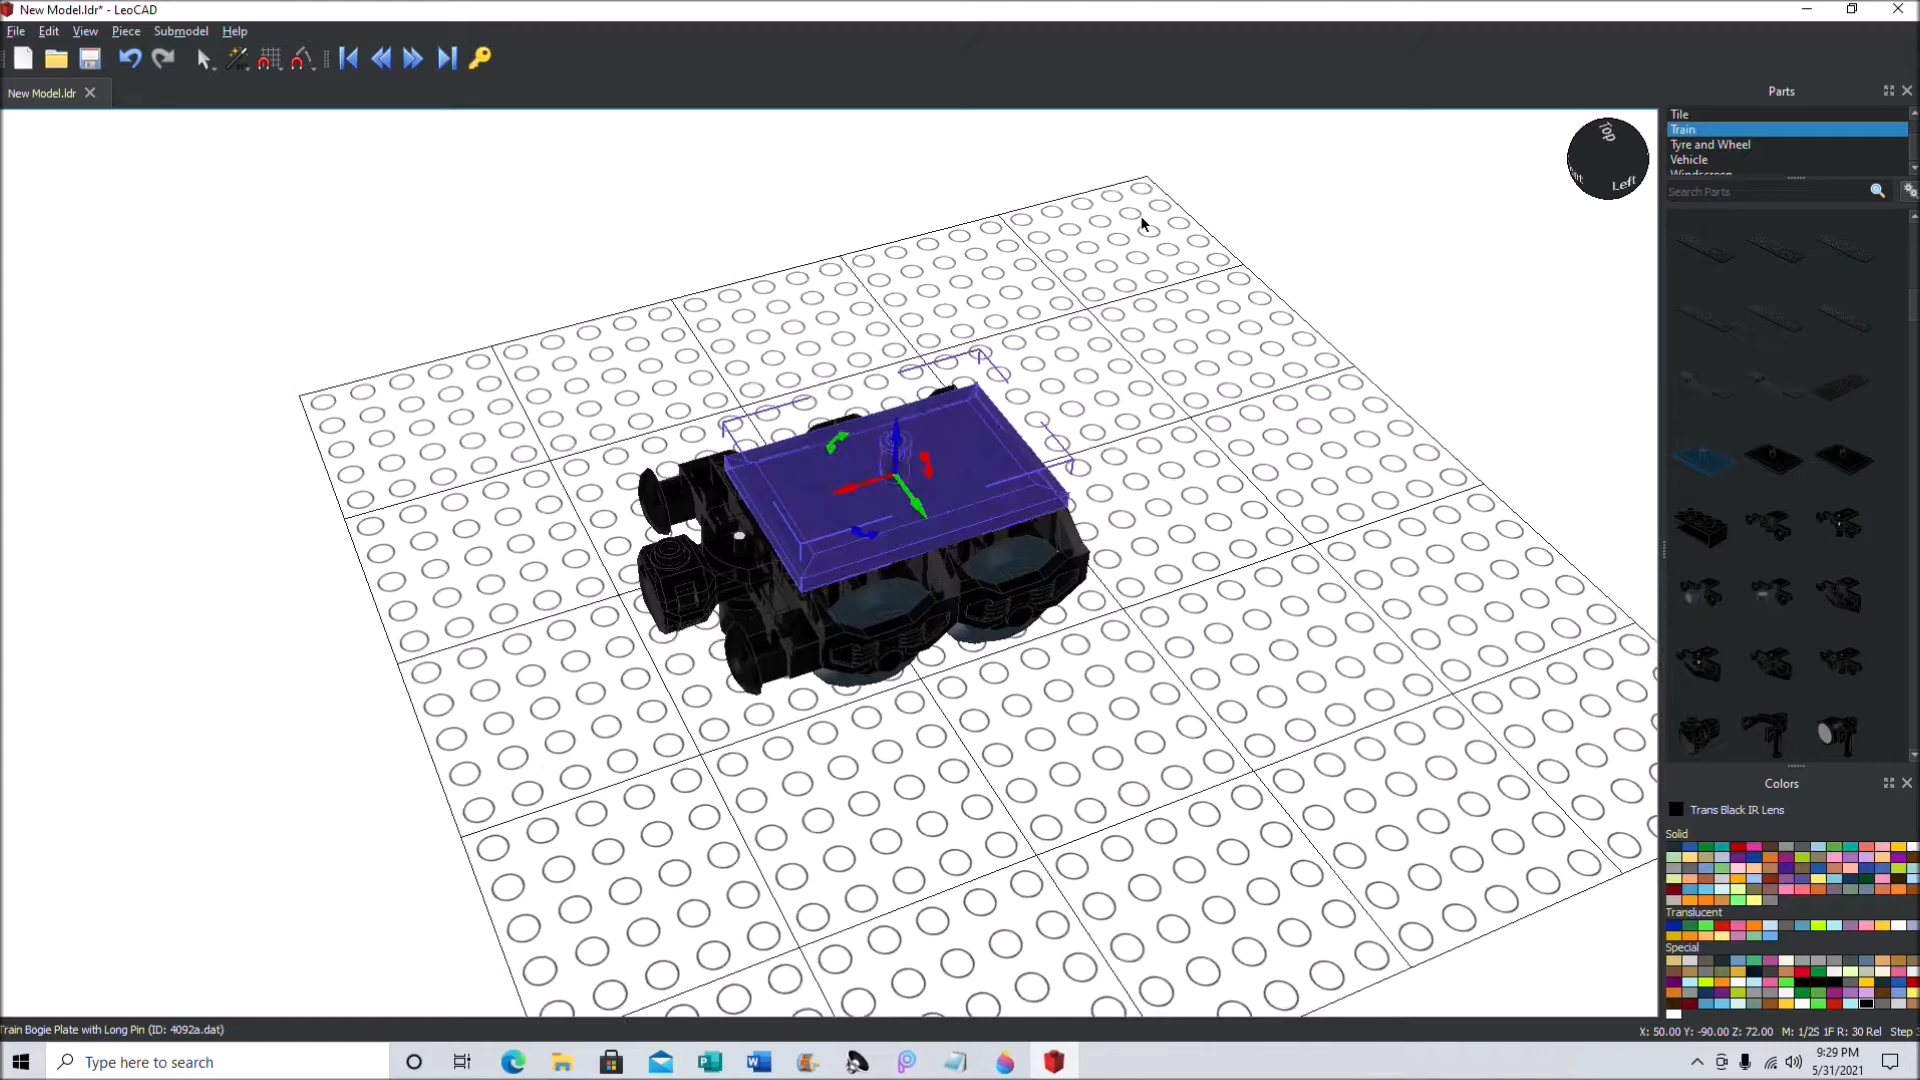 New Model.ldr* - LeoCAD
File Edit View Piece Submodel Help
New Model.ldr
Parts
Tile
Train
Tyre and Wheel
Vehicle
Windscreen
Search Parts
Top
Left
Colors
Trans Black IR Lens
Solid
Translucent
Special
Train Bogie Plate with Long Pin (ID: 4092a.dat)
X: 50.00 Y: -90.00 Z: 72.00 M: 1/2S 1F R: 30 Rel Step
Type here to search
9:29 PM
5/31/2021